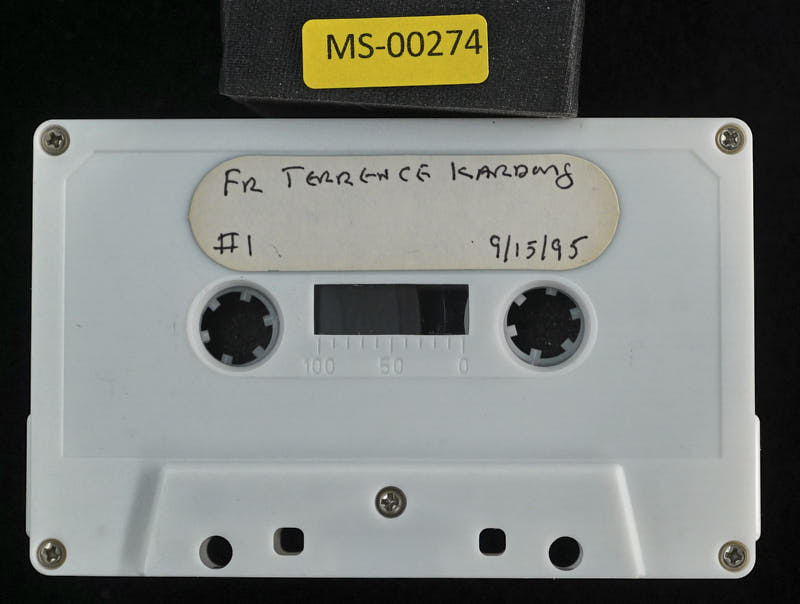 MS-00274
FR TERRENCE KARDONG
#1 9/15/95
100 50 0